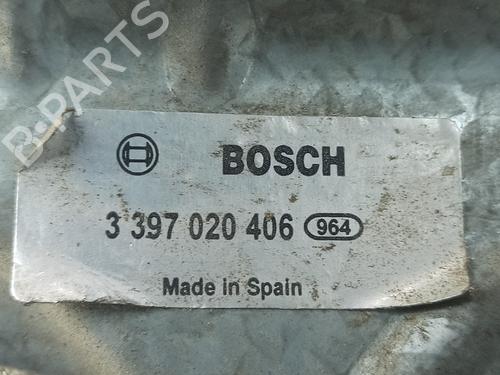 B-PARTS
BOSCH
3 397 020 406 964
Made in Spain